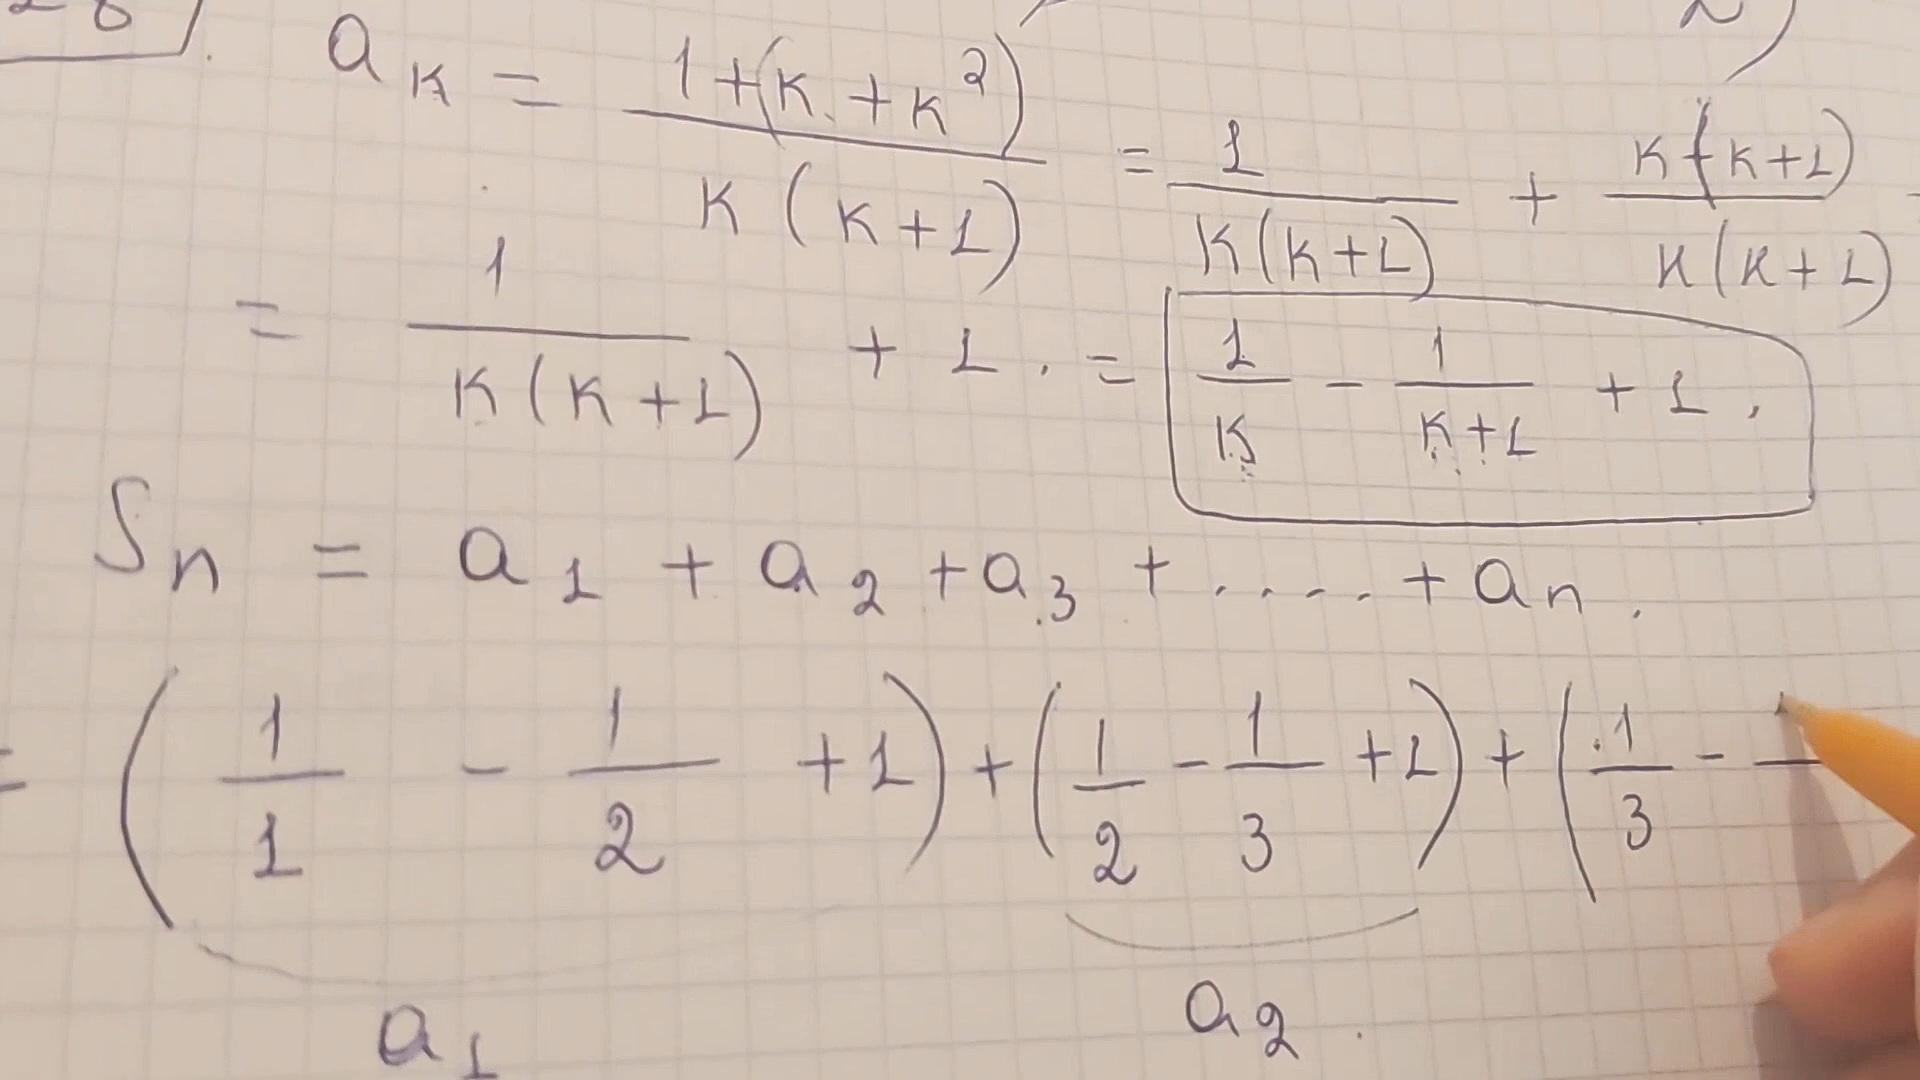 28. a_K = (1+(K+K²))/(K(K+1)) = 1/(K(K+1)) + K(K+1)/(K(K+1))
= 1/(K(K+1)) + 1. = 1/K - 1/(K+1) + 1.
S_n = a_1 + a_2 + a_3 + ..... + a_n.
= (1/1 - 1/2 + 1) + (1/2 - 1/3 + 1) + (1/3 -
a_1 a_2.